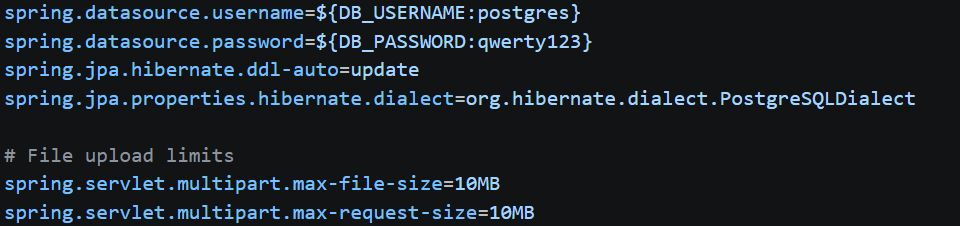 spring.datasource.username=${DB_USERNAME:postgres}
spring.datasource.password=${DB_PASSWORD:qwerty123}
spring.jpa.hibernate.ddl-auto=update
spring.jpa.properties.hibernate.dialect=org.hibernate.dialect.PostgreSQLDialect
# File upload limits
spring.servlet.multipart.max-file-size=10MB
spring.servlet.multipart.max-request-size=10MB